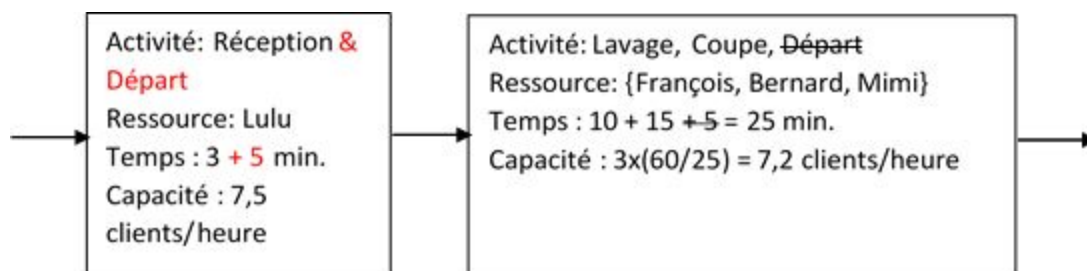 Activité: Réception &
Départ
Ressource: Lulu
Temps : 3 + 5 min.
Capacité : 7,5
clients/heure
Activité: Lavage, Coupe, Départ
Ressource: {François, Bernard, Mimi}
Temps : 10 + 15 + 5 = 25 min.
Capacité : 3x(60/25) = 7,2 clients/heure